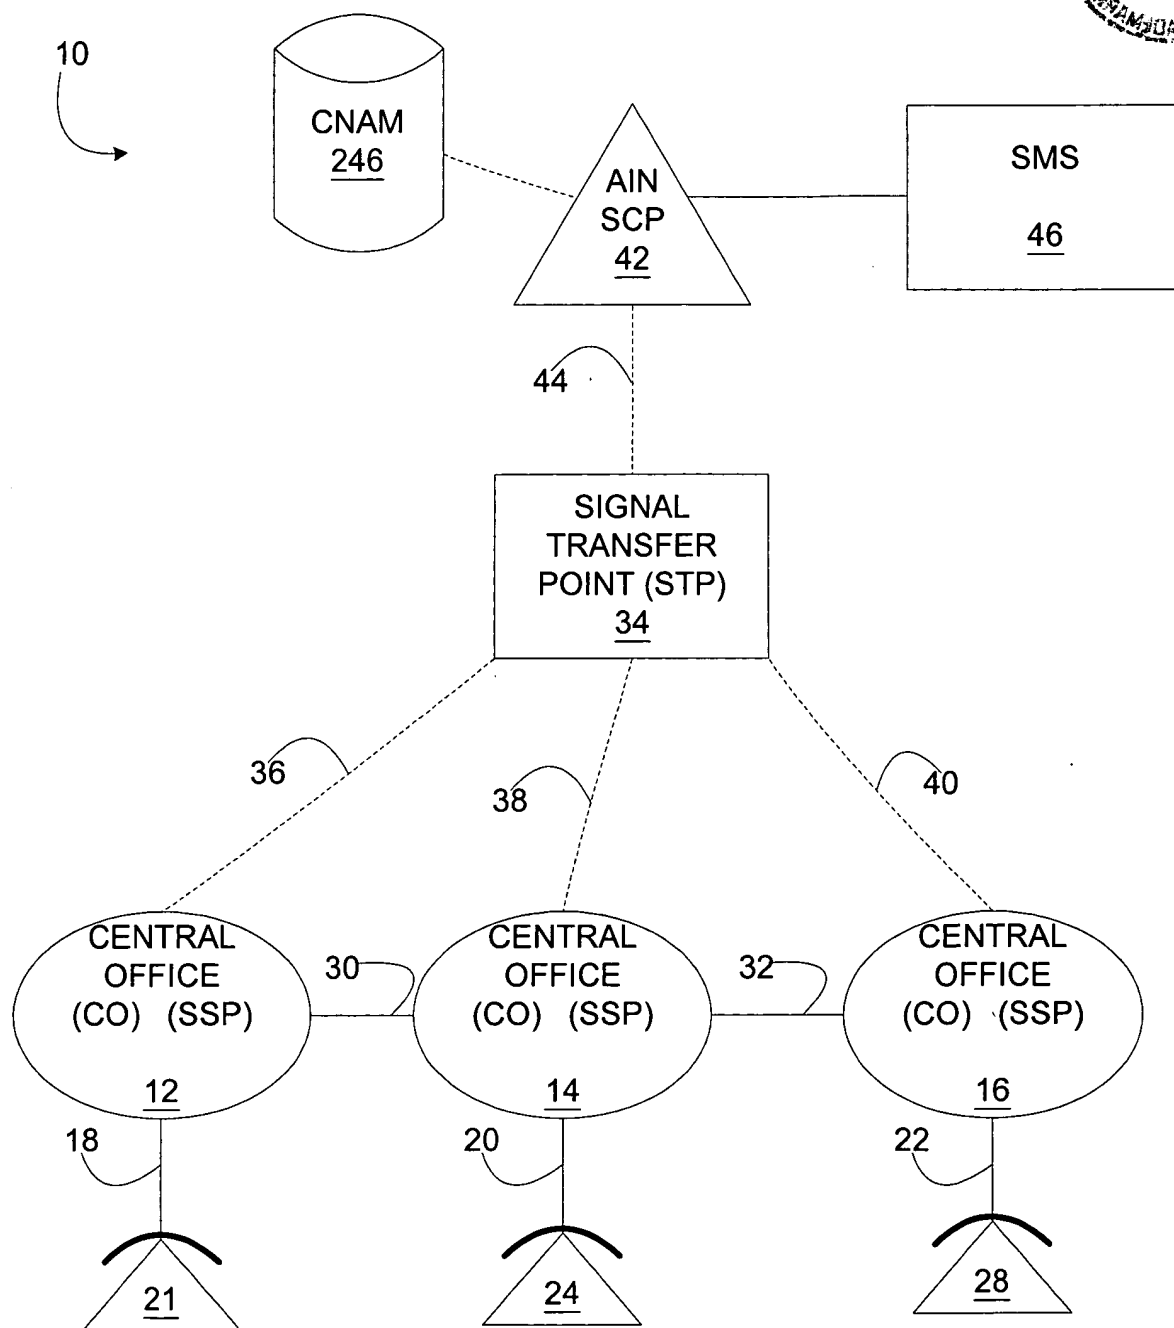 10
CNAM
246
AIN
SCP
42
SMS
46
44
SIGNAL
TRANSFER
POINT (STP)
34
36
38
40
CENTRAL
OFFICE
(CO) (SSP)
12
30
CENTRAL
OFFICE
(CO) (SSP)
14
32
CENTRAL
OFFICE
(CO) (SSP)
16
18
20
22
21
24
28